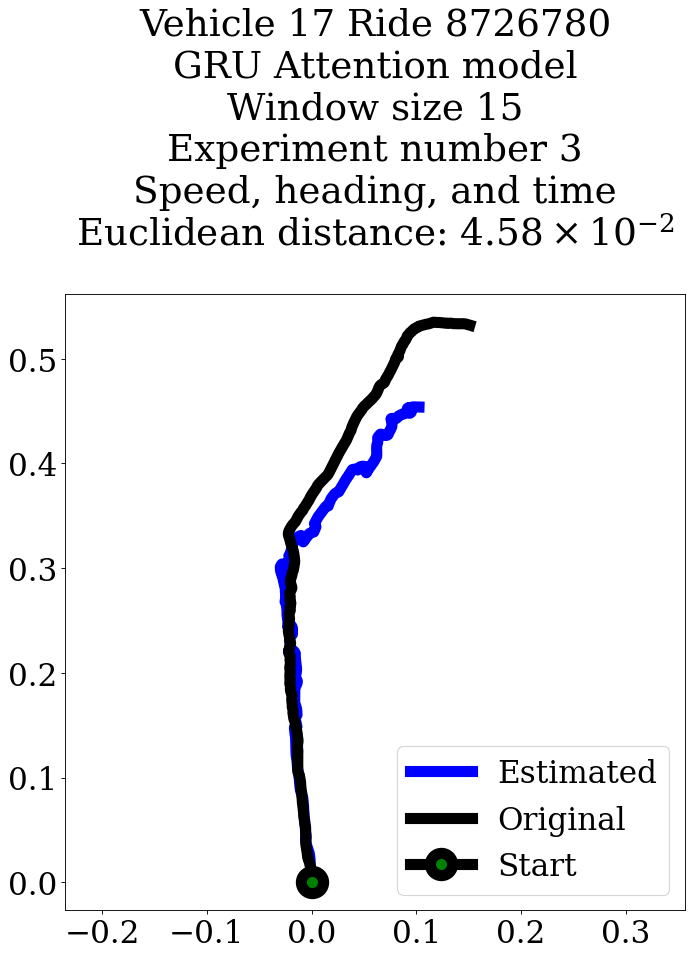 Vehicle 17 Ride 8726780
GRU Attention model
Window size 15
Experiment number 3
Speed, heading, and time
Euclidean distance: 4.58 × 10⁻²
0.5
0.4
0.3
0.2
0.1
0.0
Estimated
Original
Start
−0.2 −0.1 0.0 0.1 0.2 0.3